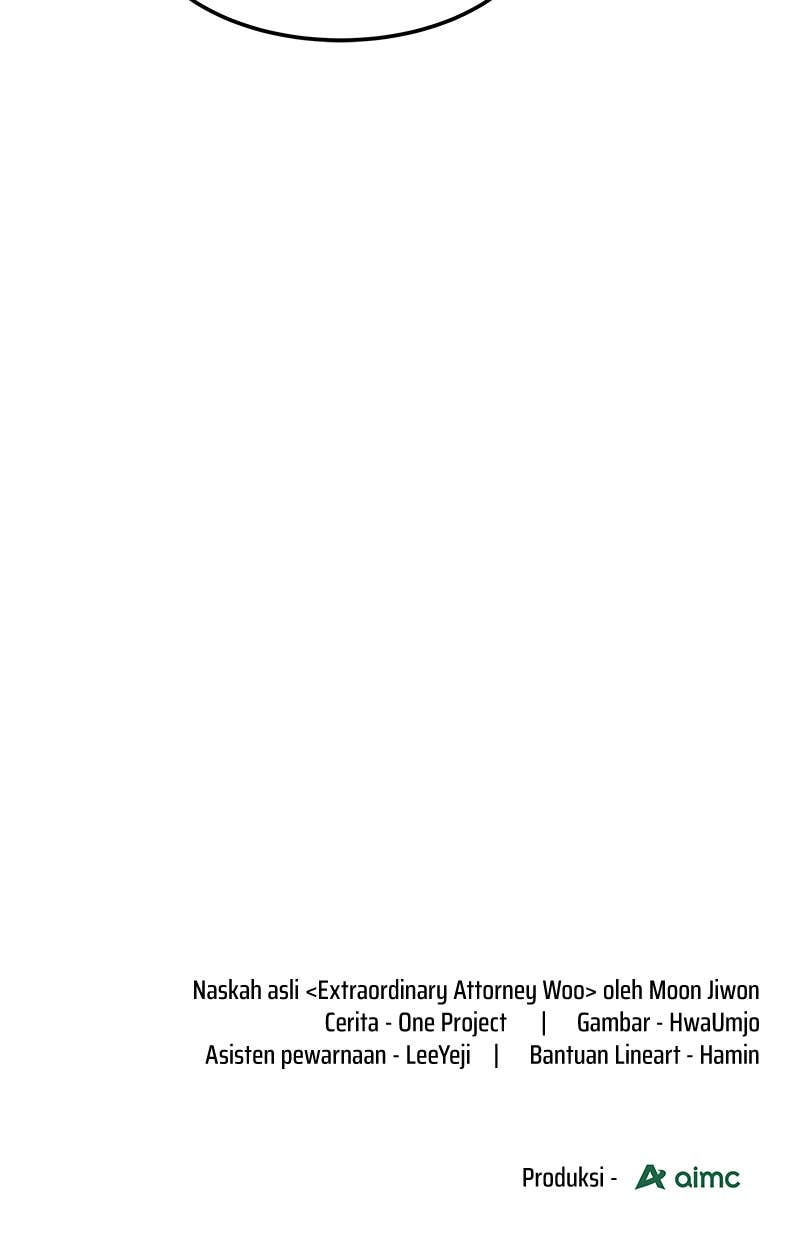 Naskah asli <Extraordinary Attorney Woo> oleh Moon Jiwon
Cerita - One Project | Gambar - HwaUmjo
Asisten pewarnaan - LeeYeji | Bantuan Lineart - Hamin
Produksi - aimc